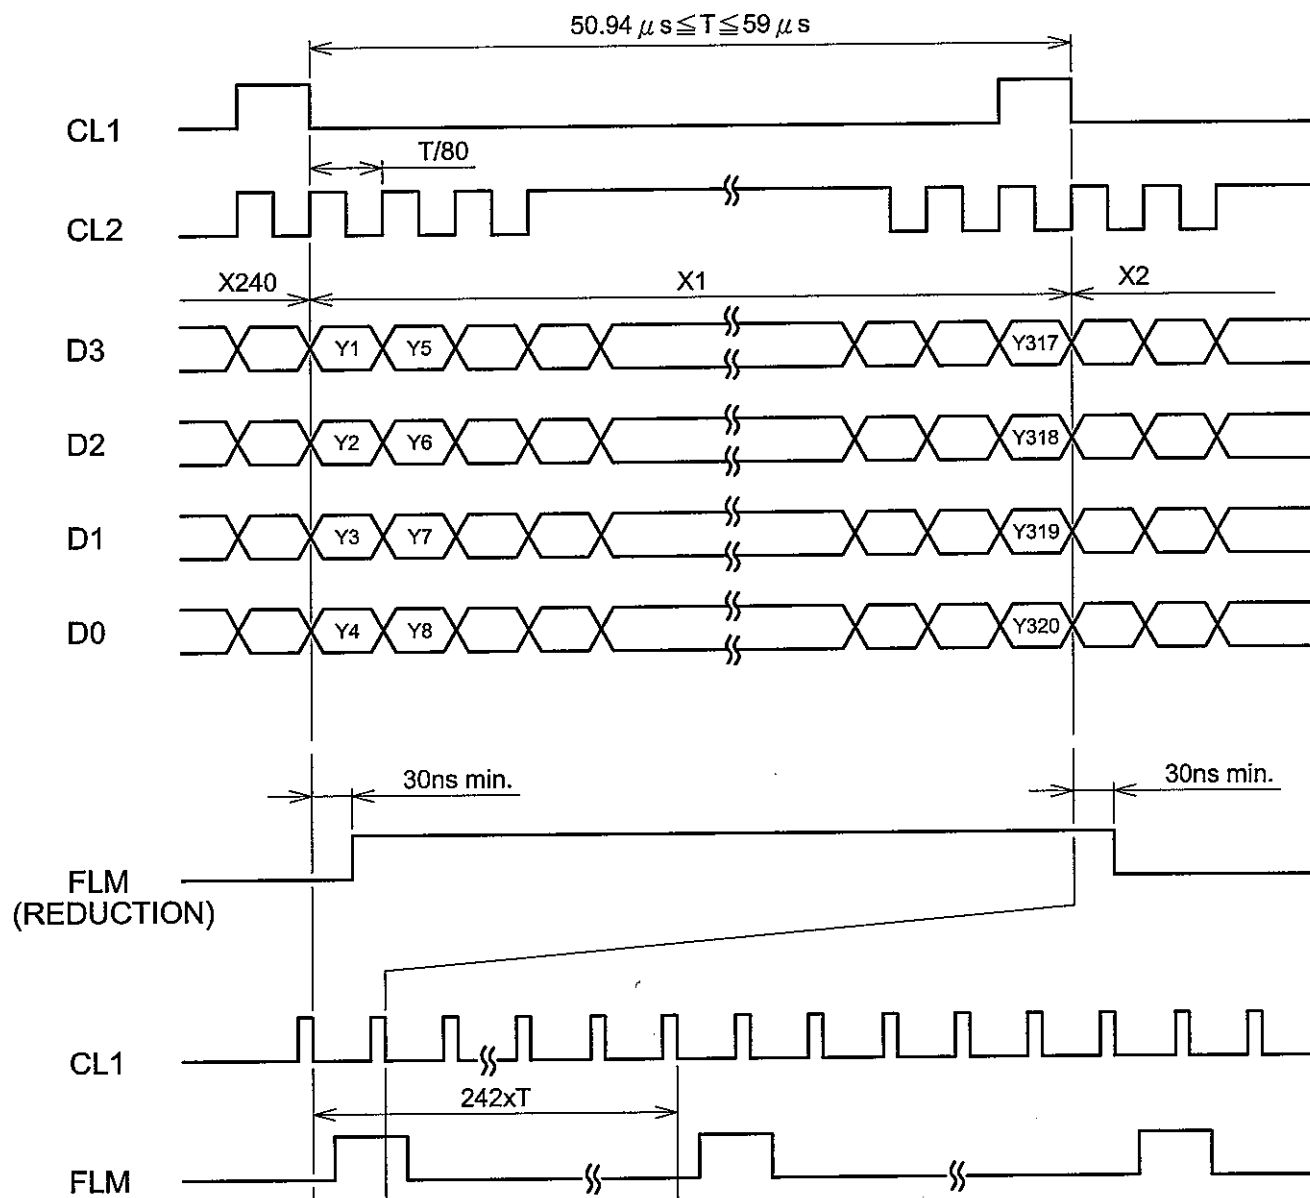 50.94 μs≦T≦59 μs
CL1
T/80
CL2
X240 X1 X2
D3 Y1 Y5 Y317
D2 Y2 Y6 Y318
D1 Y3 Y7 Y319
D0 Y4 Y8 Y320
30ns min. 30ns min.
FLM
(REDUCTION)
CL1
242xT
FLM